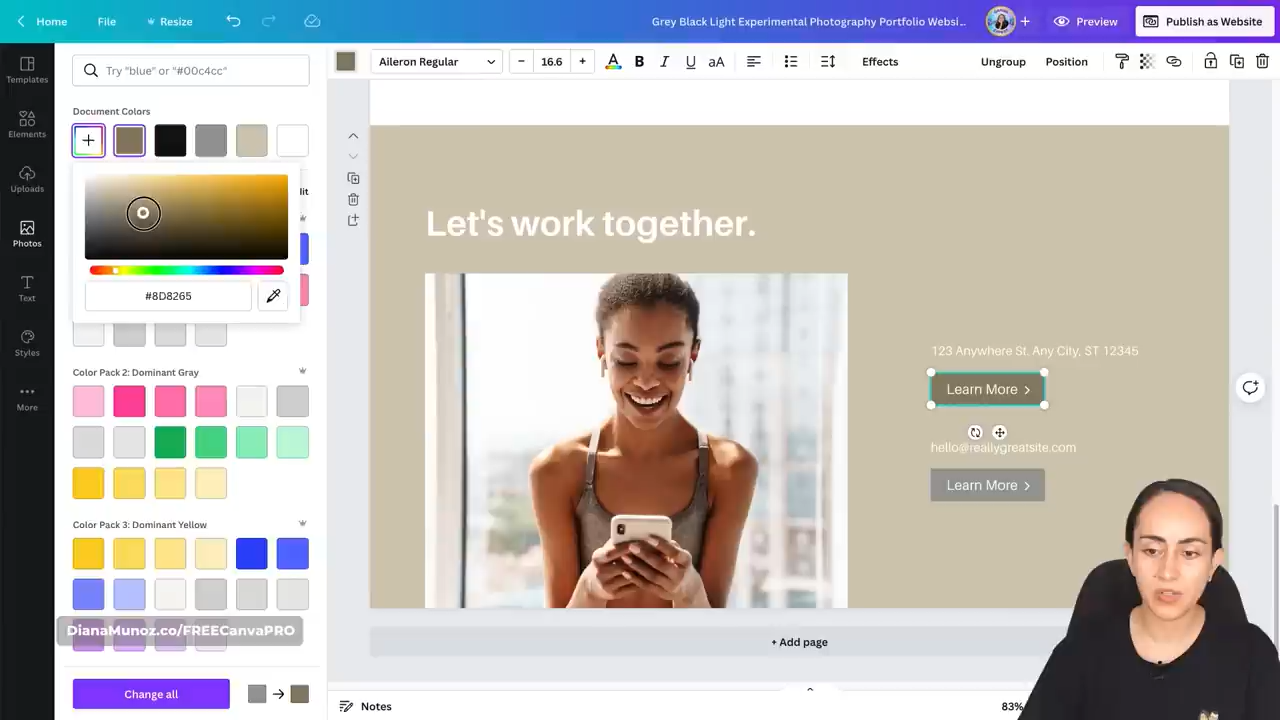 Home
File
Resize
Grey Black Light Experimental Photography Portfolio Websi...
Preview
Publish as Website
Templates
Elements
Uploads
Photos
Text
Styles
More
Try "blue" or "#00c4cc"
Document Colors
dit
#8D8265
Color Pack 2: Dominant Gray
Color Pack 3: Dominant Yellow
DianaMunoz.co/FREECanvaPRO
Change all
Aileron Regular
16.6
A
B
I
U
aA
Effects
Ungroup
Position
Let's work together.
123 Anywhere St. Any City, ST 12345
Learn More
hello@reallygreatsite.com
Learn More
+ Add page
Notes
83%